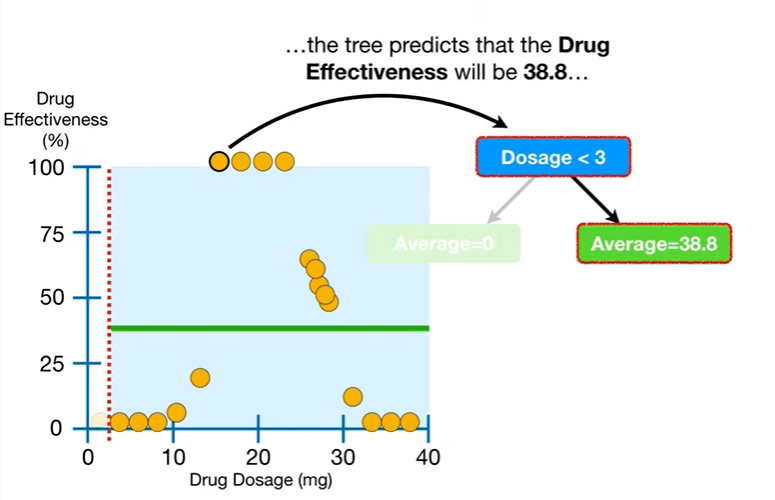 …the tree predicts that the Drug
Effectiveness will be 38.8…
Drug
Effectiveness
(%)
100
75
50
25
0
0 10 20 30 40
Drug Dosage (mg)
Dosage < 3
Average=0
Average=38.8